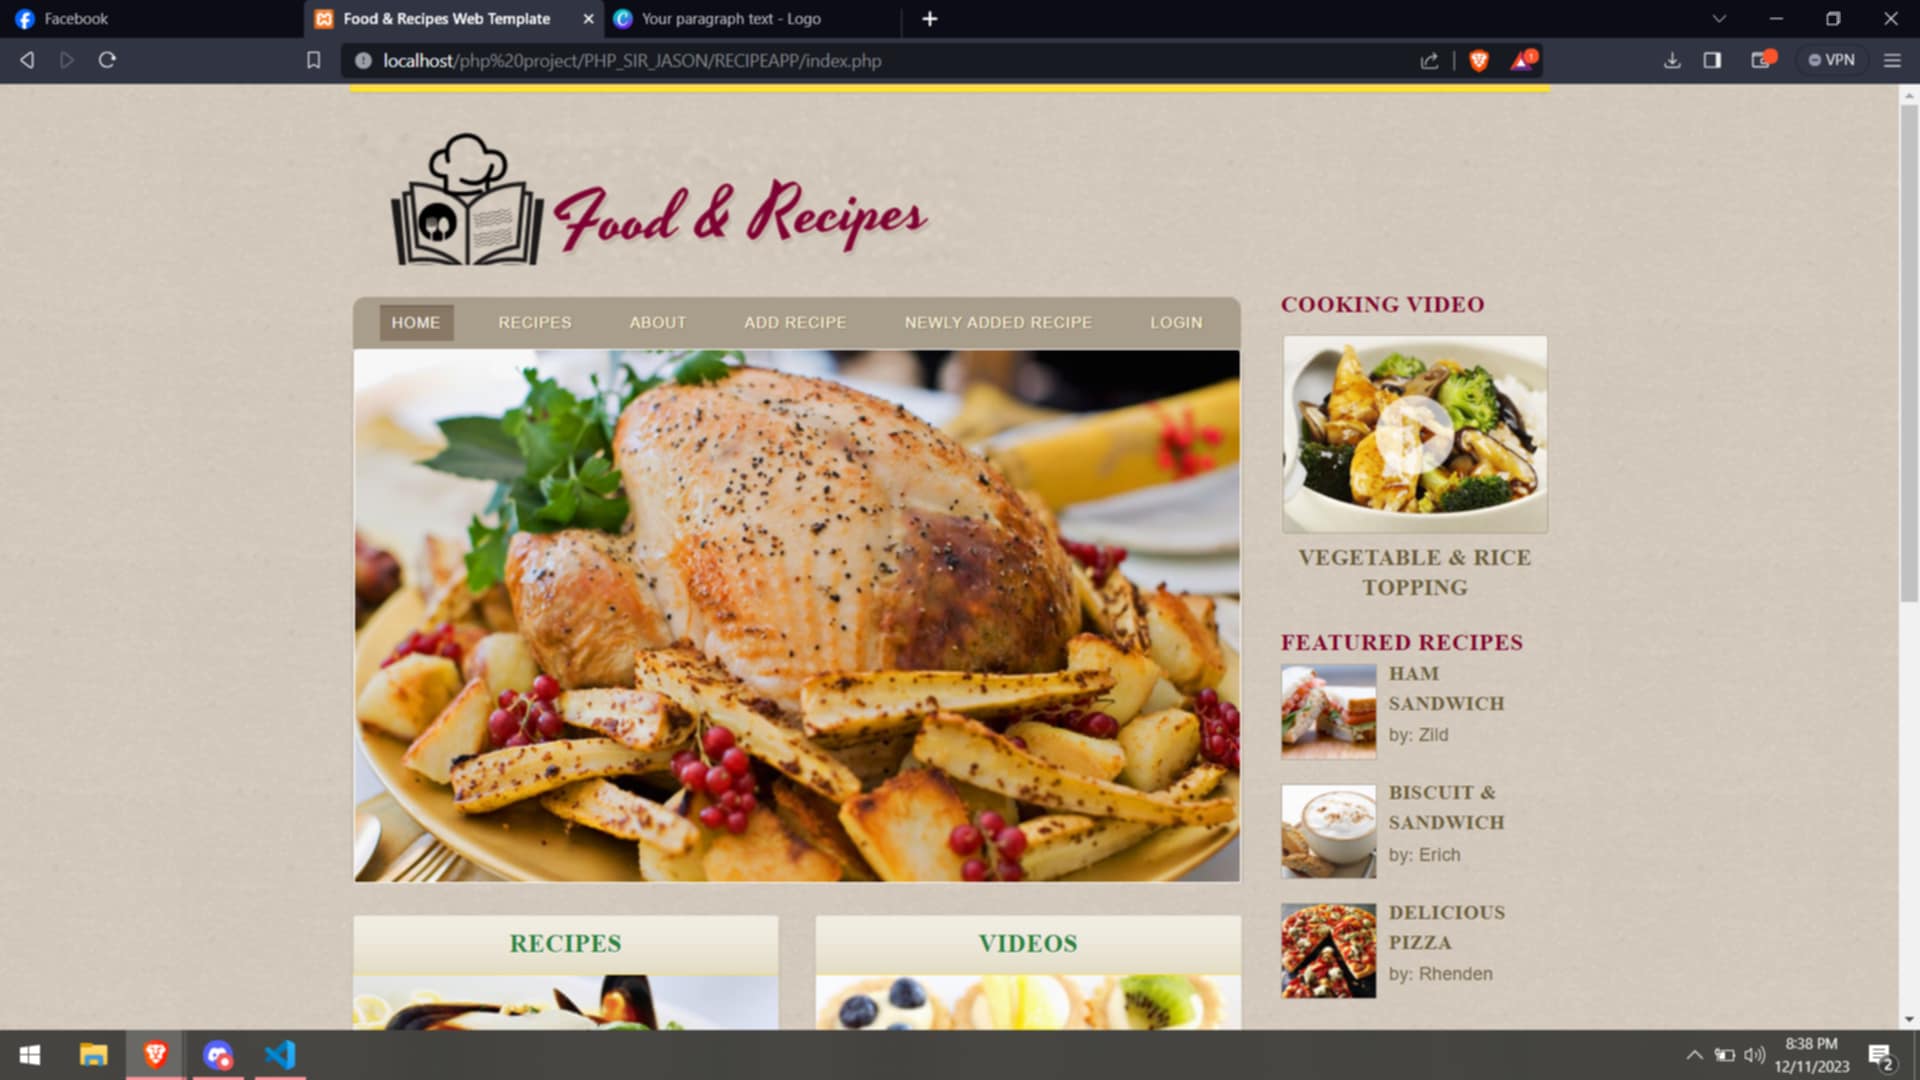 Facebook
Food & Recipes Web Template
Your paragraph text - Logo
localhost/php%20project/PHP_SIR_JASON/RECIPEAPP/index.php
1
VPN
Food & Recipes
HOME
RECIPES
ABOUT
ADD RECIPE
NEWLY ADDED RECIPE
LOGIN
COOKING VIDEO
VEGETABLE & RICE
TOPPING
FEATURED RECIPES
HAM
SANDWICH
by: Zild
BISCUIT &
SANDWICH
by: Erich
DELICIOUS
PIZZA
by: Rhenden
RECIPES
VIDEOS
8:38 PM
12/11/2023
2